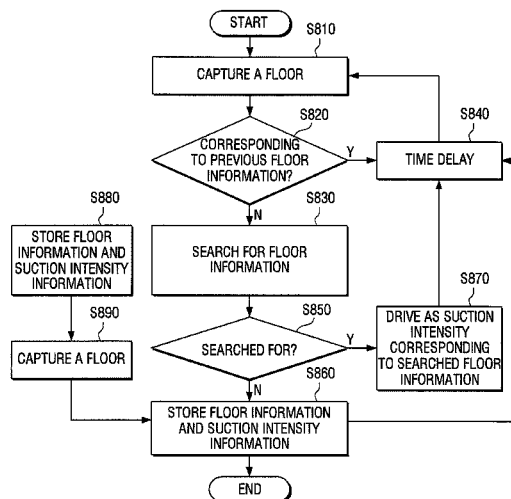 START
S810
CAPTURE A FLOOR
S820
CORRESPONDING
TO PREVIOUS FLOOR
INFORMATION?
Y
N
S840
TIME DELAY
S830
SEARCH FOR FLOOR
INFORMATION
S880
STORE FLOOR
INFORMATION AND
SUCTION INTENSITY
INFORMATION
S890
CAPTURE A FLOOR
S850
SEARCHED FOR?
Y
N
S870
DRIVE AS SUCTION
INTENSITY
CORRESPONDING
TO SEARCHED FLOOR
INFORMATION
S860
STORE FLOOR INFORMATION
AND SUCTION INTENSITY
INFORMATION
END